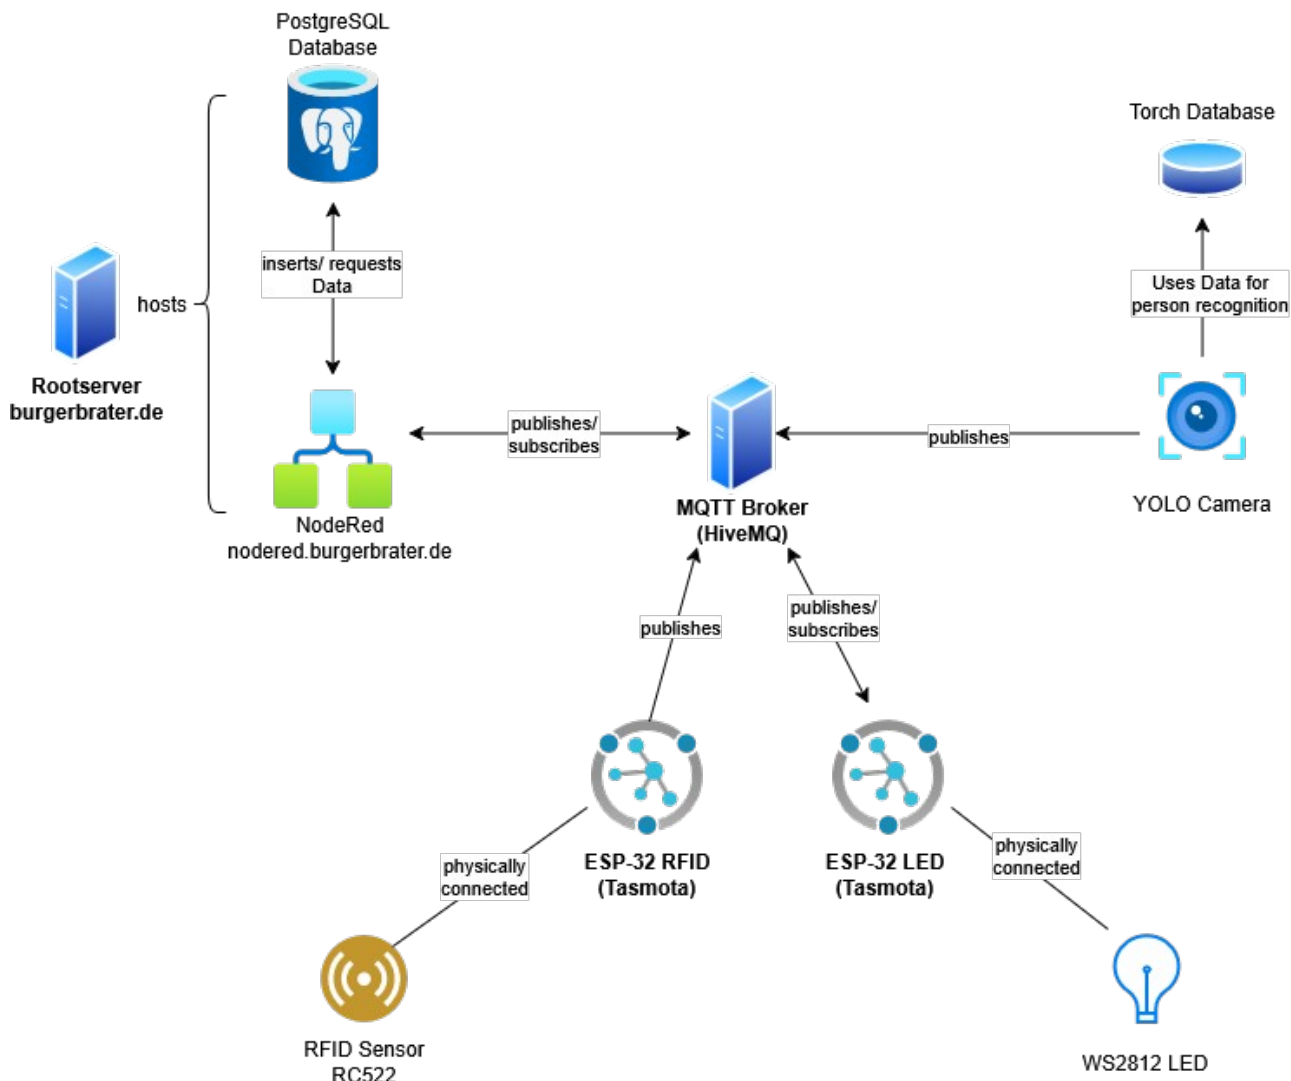 PostgreSQL
Database
Torch Database
inserts/ requests
Data
Uses Data for
person recognition
hosts
Rootserver
burgerbrater.de
publishes/
subscribes
publishes
MQTT Broker
(HiveMQ)
YOLO Camera
NodeRed
nodered.burgerbrater.de
publishes
publishes/
subscribes
physically
connected
ESP-32 RFID
(Tasmota)
ESP-32 LED
(Tasmota)
physically
connected
RFID Sensor
RC522
WS2812 LED